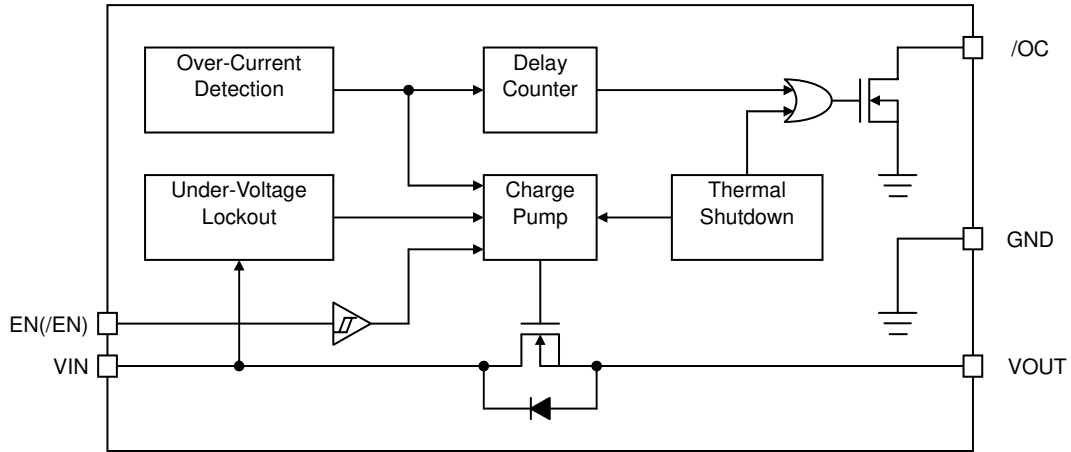 Over-Current
Detection
Delay
Counter
/OC
Under-Voltage
Lockout
Charge
Pump
Thermal
Shutdown
GND
EN(/EN)
VIN
VOUT